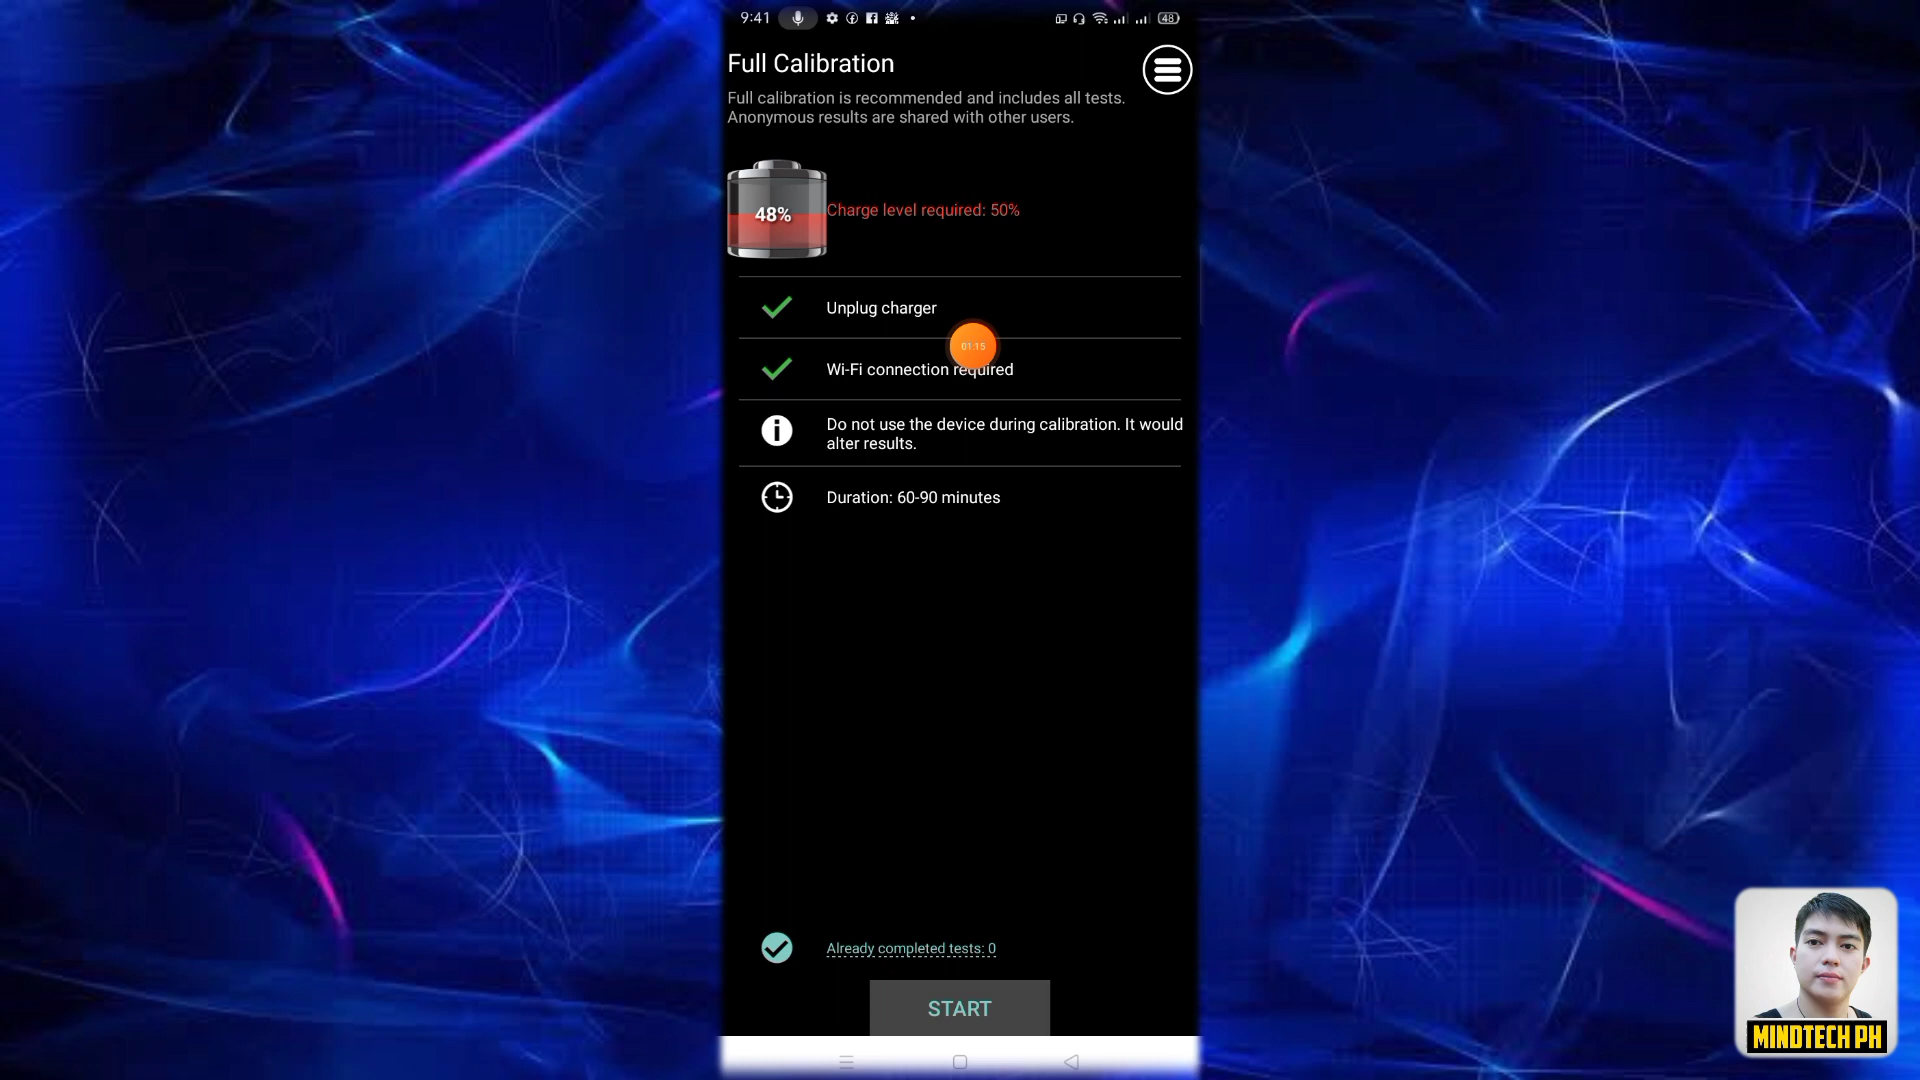 9:41
48
Full Calibration
Full calibration is recommended and includes all tests.
Anonymous results are shared with other users.
48%
Charge level required: 50%
Unplug charger
01:15
Wi-Fi connection required
Do not use the device during calibration. It would
alter results.
Duration: 60-90 minutes
Already completed tests: 0
START
MINDTECH PH